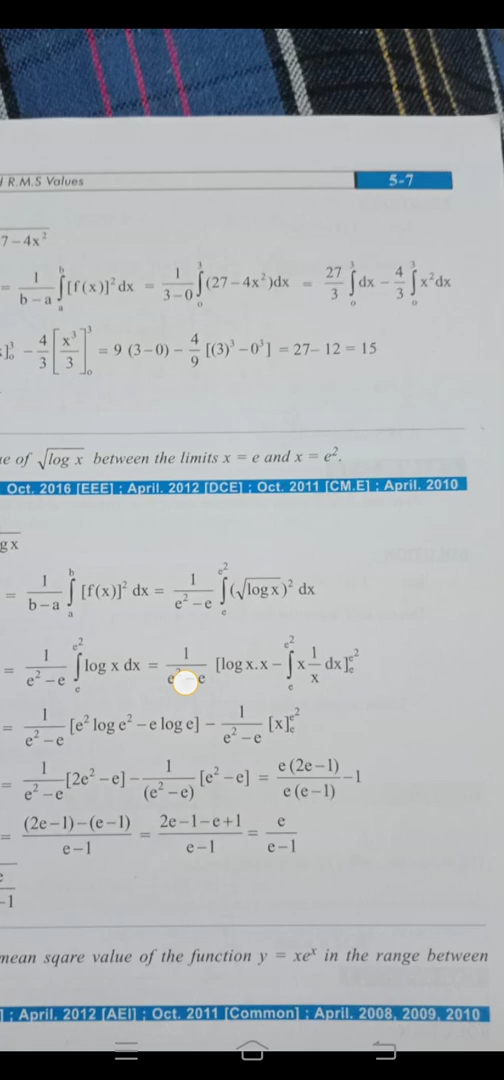 R.M.S Values 5-7
7 – 4x²
= 1/(b – a) ∫ₐᵇ [f(x)]² dx = 1/(3 – 0) ∫₀³ (27 – 4x²)dx = 27/3 ∫₀³ dx – 4/3 ∫₀³ x² dx
]₀³ – 4/3 [x³/3]₀³ = 9 (3 – 0) – 4/9 [(3)³ – 0³] = 27 – 12 = 15
of √(log x) between the limits x = e and x = e².
Oct. 2016 [EEE] ; April. 2012 [DCE] ; Oct. 2011 [CM.E] ; April. 2010
g x
= 1/(b – a) ∫ₐᵇ [f(x)]² dx = 1/(e² – e) ∫ₑ^(e²) (√(log x))² dx
= 1/(e² – e) ∫ₑ^(e²) log x dx = 1/(e² – e) [log x.x – ∫ₑ^(e²) x 1/x dx]ₑ^(e²)
= 1/(e² – e) [e² log e² – e log e] – 1/(e² – e) [x]ₑ^(e²)
= 1/(e² – e) [2e² – e] – 1/((e² – e)) [e² – e] = e (2e – 1)/(e (e – 1)) – 1
= ((2e – 1) – (e – 1))/(e – 1) = (2e – 1 – e + 1)/(e – 1) = e/(e – 1)
–1
mean sqare value of the function y = xeˣ in the range between
] ; April. 2012 [AEI] ; Oct. 2011 [Common] ; April. 2008, 2009, 2010